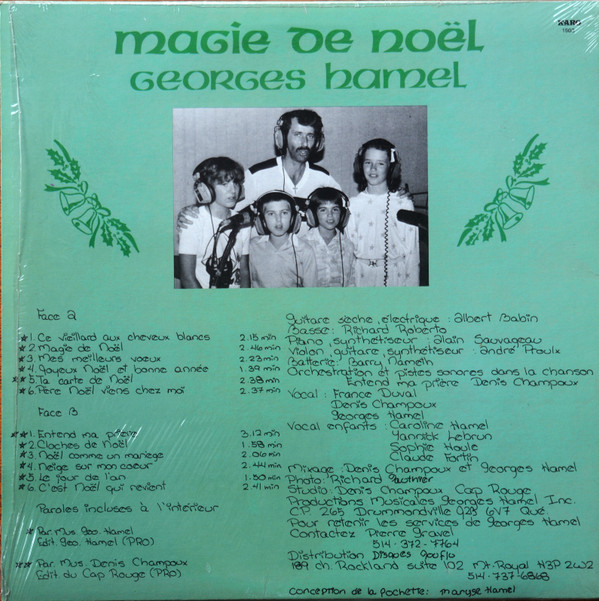 magie de noël
georges hamel
KARO
Face a
*1. Ce vieillard aux cheveux blancs 2.15 min
*2. Magie de Noël 2.46 min
*3. Mes meilleurs voeux 2.23 min
*4. Joyeux Noël et bonne année 1.39 min
**5. Ta carte de Noël 2.38 min
*6. Père Noël viens chez moi 2.37 min
Face B
**1. Entend ma prière 3.12 min
*2. Cloches de Noël 1.58 min
*3. Noël comme un manège 2.06 min
*4. Neige sur mon coeur 2.44 min
*5. Le jour de l'an 1.50 min
*6. C'est Noël qui revient 2.41 min
Paroles incluses à l'intérieur
* Par. Mus. Geo. Hamel
Edit. Geo. Hamel (PRO)
** Par. Mus. Denis Champoux
Edit. du Cap Rouge (PRO)
Guitare sèche, électrique : Albert Babin
Basse: Richard Roberto
Piano, synthétiseur: Alain Sauvageau
Violon, guitare, synthétiseur: André Proulx
Batterie: Barry
Orchestration et pistes sonores dans la chanson
Entend ma prière Denis Champoux
Vocal : France Duval
Denis Champoux
Georges Hamel
Vocal enfants : Caroline Hamel
Yannick Lebrun
Sophie Houle
Claude Fortin
Mixage: Denis Champoux et Georges Hamel
Photo: Richard Gauthier
Studio: Denis Champoux Cap Rouge
Productions Musicales Georges Hamel Inc.
C.P. 265 Drummondville J2B 6V7 Qué.
Pour retenir les services de Georges Hamel
Contactez Pierre Gravel
514-372-7764
Distribution Disques Gouflo
189 ch. Rockland suite 102 Mt. Royal H3P 2W2
514-737-6868
Conception de la pochette: Maryse Hamel